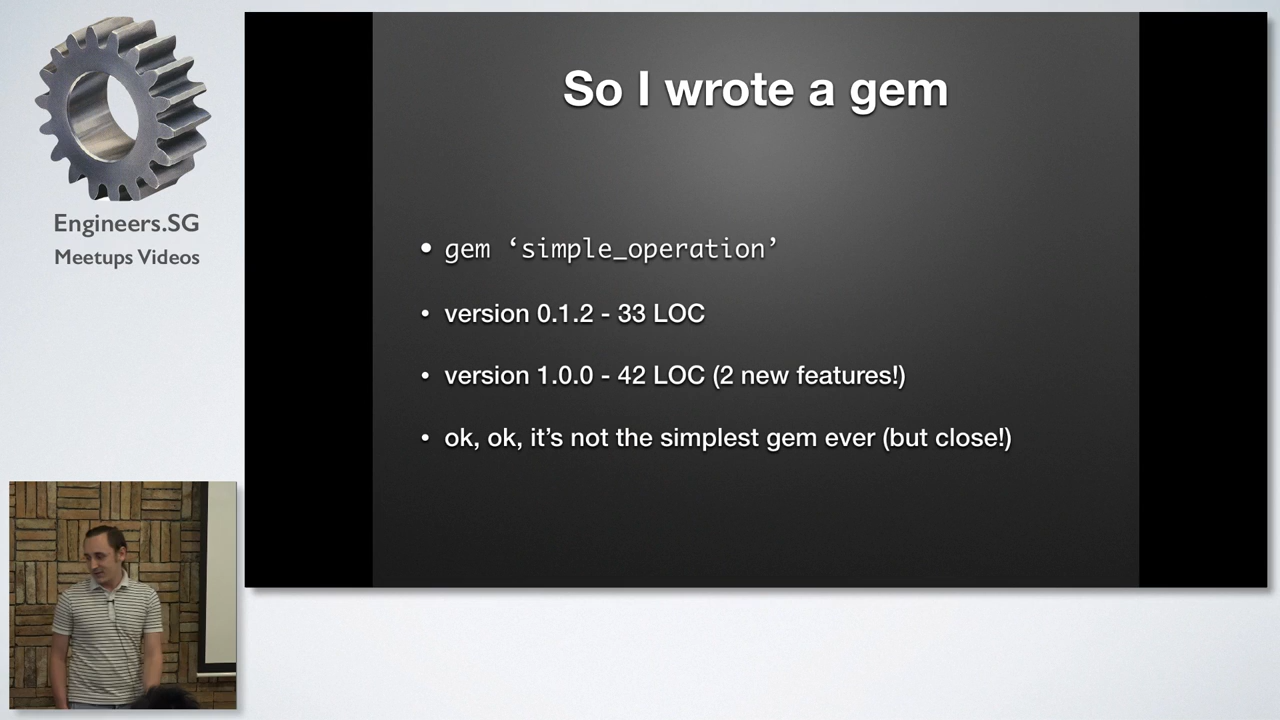 Engineers.SG
Meetups Videos
So I wrote a gem
• gem ‘simple_operation’
• version 0.1.2 - 33 LOC
• version 1.0.0 - 42 LOC (2 new features!)
• ok, ok, it’s not the simplest gem ever (but close!)